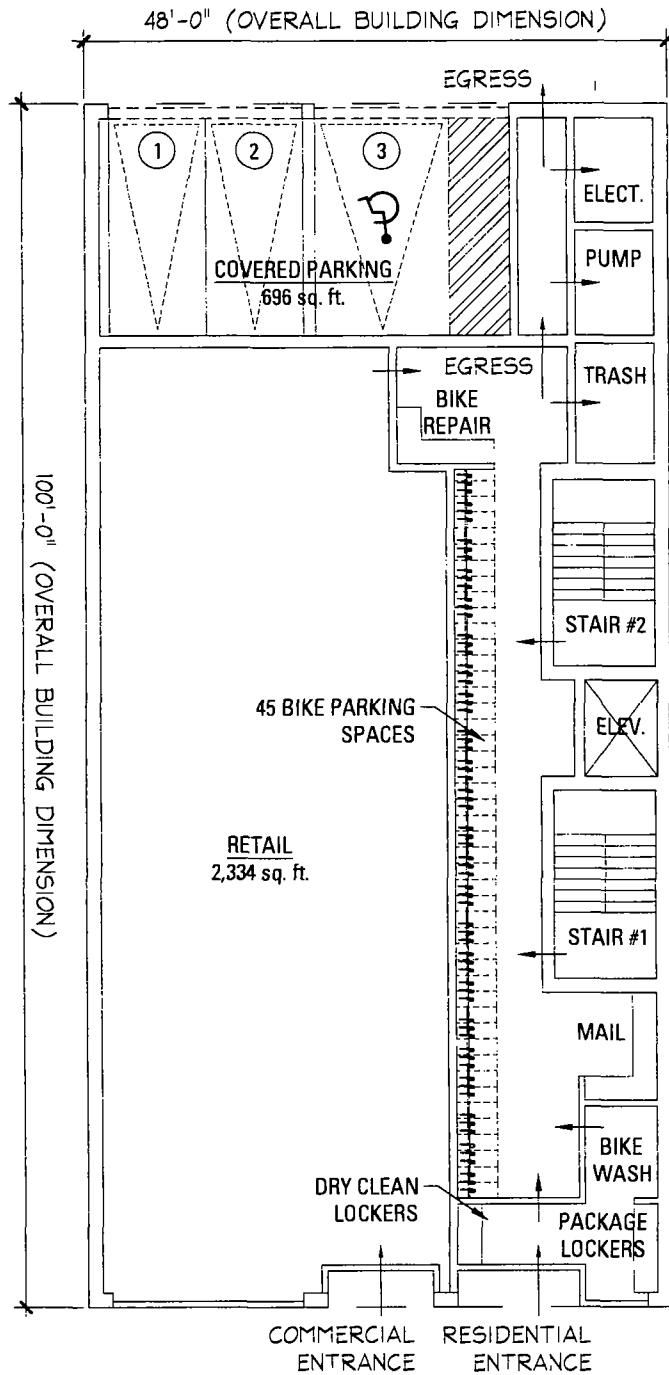 48'-0" (OVERALL BUILDING DIMENSION)
EGRESS
1
2
3
ELECT.
COVERED PARKING
696 sq. ft.
PUMP
EGRESS
TRASH
BIKE
REPAIR
100'-0" (OVERALL BUILDING DIMENSION)
STAIR #2
45 BIKE PARKING
SPACES
ELEV.
RETAIL
2,334 sq. ft.
STAIR #1
MAIL
BIKE
WASH
DRY CLEAN
LOCKERS
PACKAGE
LOCKERS
COMMERCIAL
ENTRANCE
RESIDENTIAL
ENTRANCE